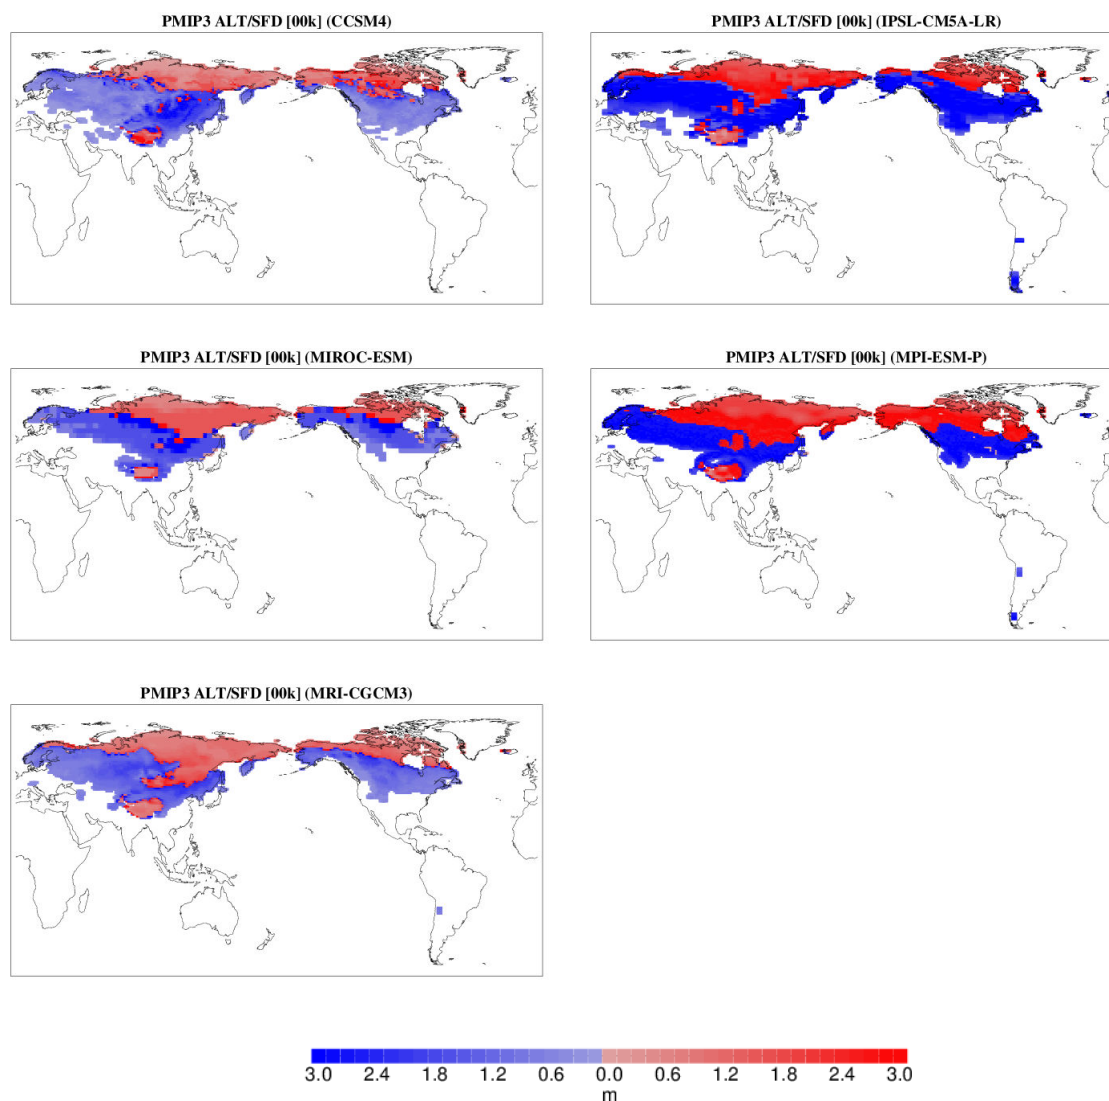 PMIP3 ALT/SFD [00k] (CCSM4)
PMIP3 ALT/SFD [00k] (IPSL-CM5A-LR)
PMIP3 ALT/SFD [00k] (MIROC-ESM)
PMIP3 ALT/SFD [00k] (MPI-ESM-P)
PMIP3 ALT/SFD [00k] (MRI-CGCM3)
3.0 2.4 1.8 1.2 0.6 0.0 0.6 1.2 1.8 2.4 3.0
m